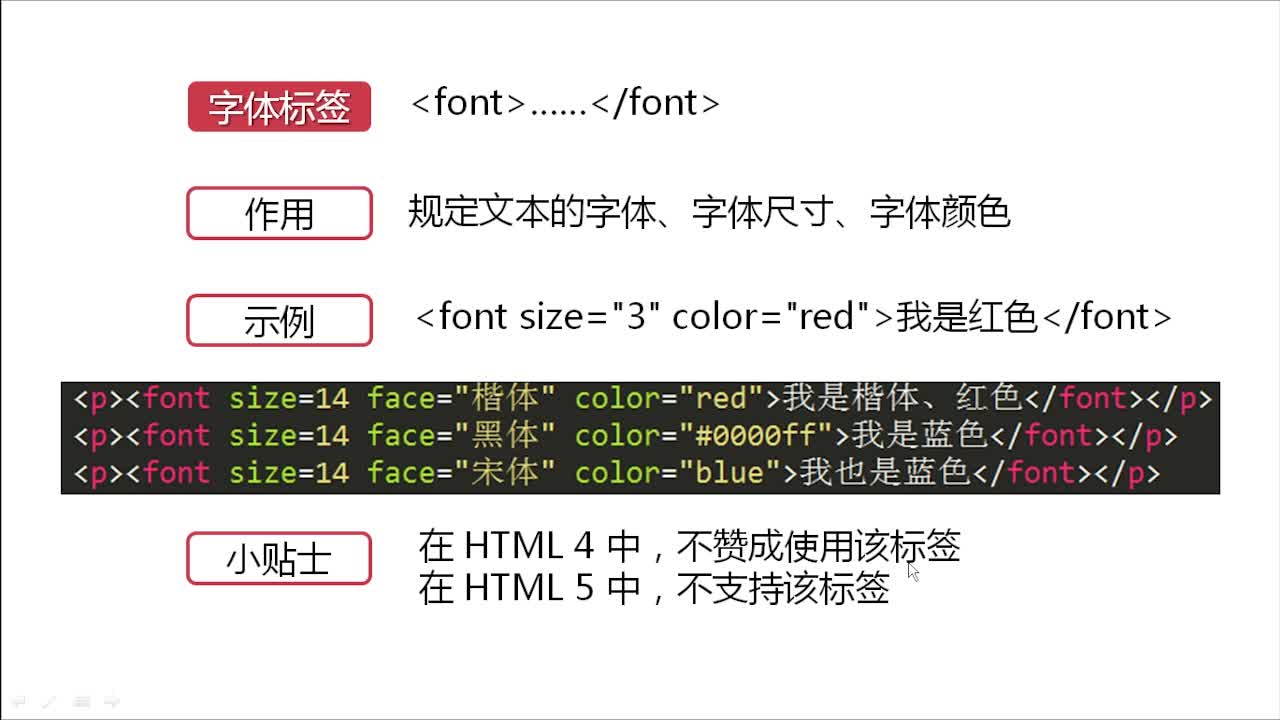 字体标签 <font>……</font>
作用 规定文本的字体、字体尺寸、字体颜色
示例 <font size="3" color="red">我是红色</font>
<p><font size=14 face="楷体" color="red">我是楷体、红色</font></p>
<p><font size=14 face="黑体" color="#0000ff">我是蓝色</font></p>
<p><font size=14 face="宋体" color="blue">我也是蓝色</font></p>
小贴士 在 HTML 4 中，不赞成使用该标签
在 HTML 5 中，不支持该标签